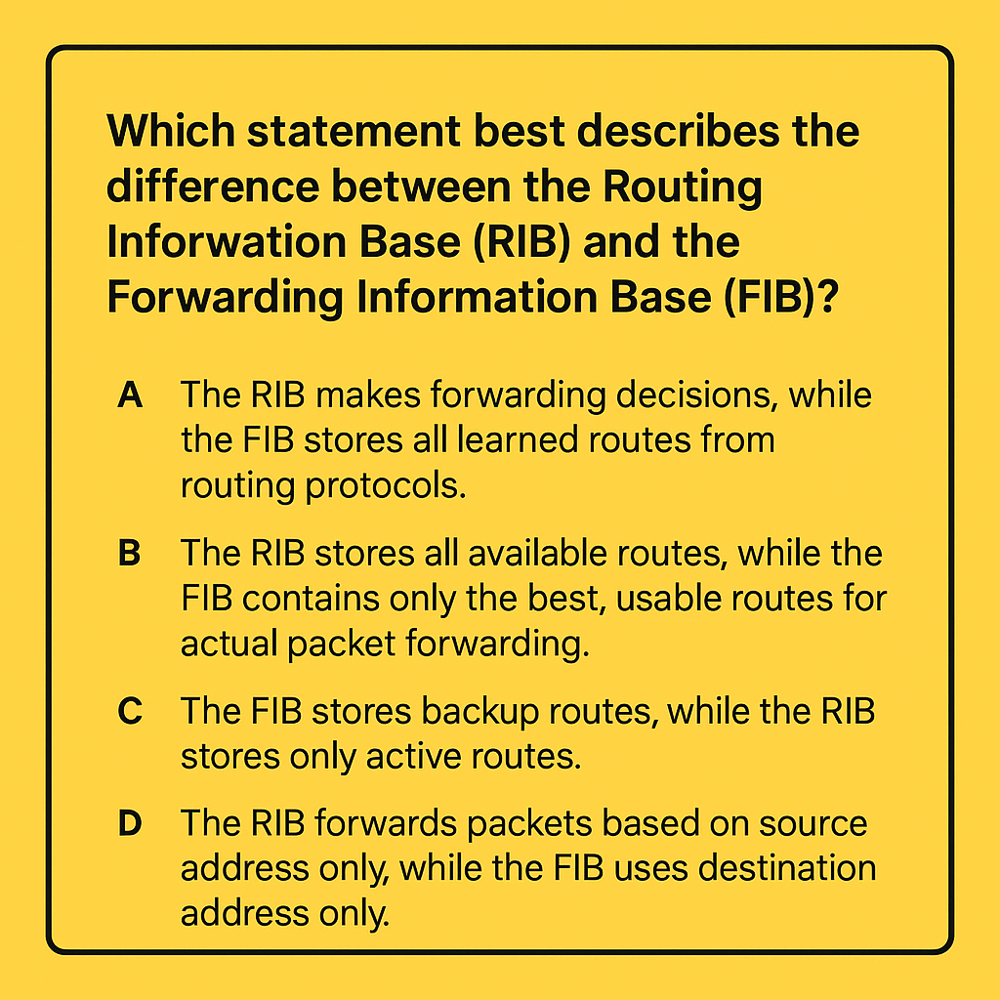 Which statement best describes the
difference between the Routing
Inforwation Base (RIB) and the
Forwarding Information Base (FIB)?
A The RIB makes forwarding decisions, while
the FIB stores all learned routes from
routing protocols.
B The RIB stores all available routes, while the
FIB contains only the best, usable routes for
actual packet forwarding.
C The FIB stores backup routes, while the RIB
stores only active routes.
D The RIB forwards packets based on source
address only, while the FIB uses destination
address only.